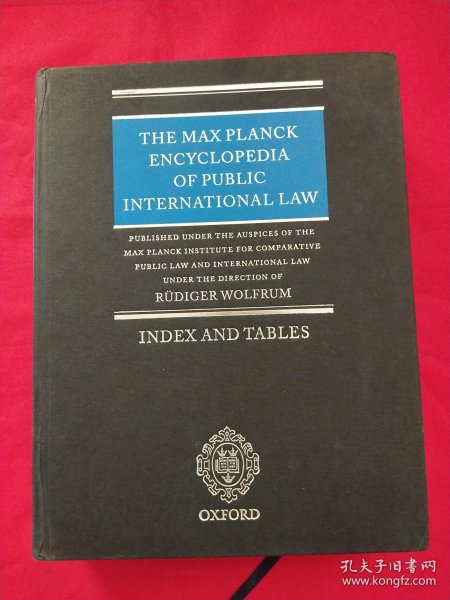 THE MAX PLANCK
ENCYCLOPEDIA
OF PUBLIC
INTERNATIONAL LAW
PUBLISHED UNDER THE AUSPICES OF THE
MAX PLANCK INSTITUTE FOR COMPARATIVE
PUBLIC LAW AND INTERNATIONAL LAW
UNDER THE DIRECTION OF
RÜDIGER WOLFRUM
INDEX AND TABLES
OXFORD
孔夫子旧书网
www.kongfz.com